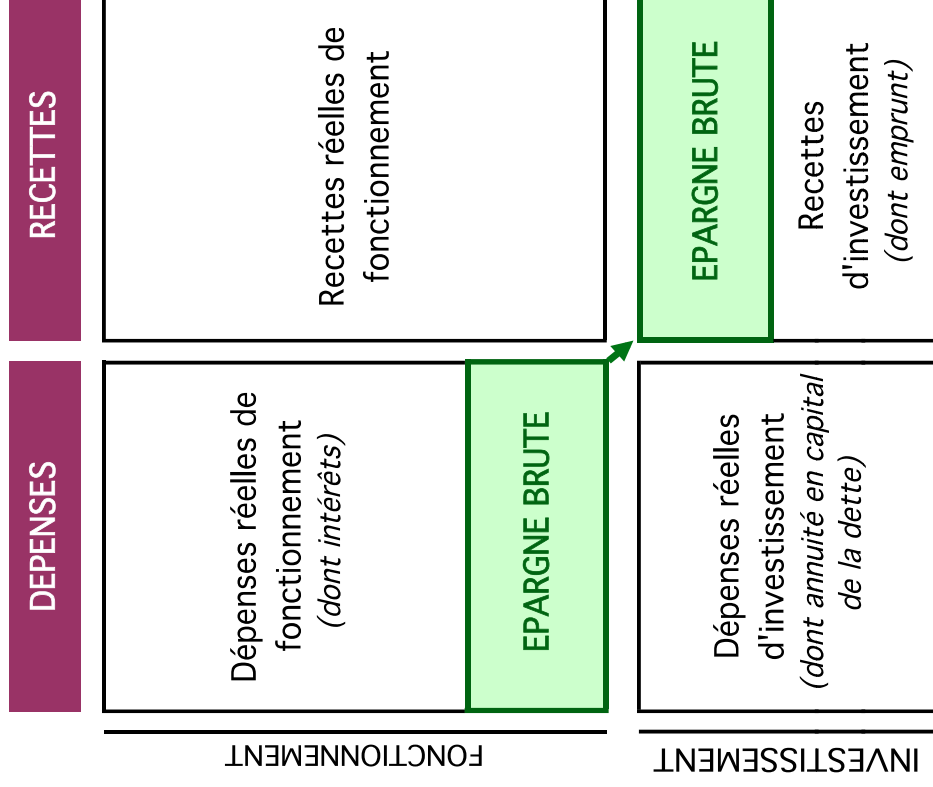 DEPENSES
RECETTES
FONCTIONNEMENT
Dépenses réelles de
fonctionnement
(dont intérêts)
EPARGNE BRUTE
Recettes réelles de
fonctionnement
INVESTISSEMENT
Dépenses réelles
d'investissement
(dont annuité en capital
de la dette)
EPARGNE BRUTE
Recettes
d'investissement
(dont emprunt)